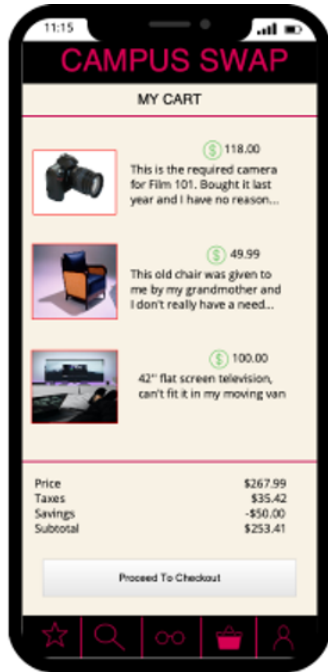 11:15
CAMPUS SWAP
MY CART
$ 118.00
This is the required camera
for Film 101. Bought it last
year and I have no reason...
$ 49.99
This old chair was given to
me by my grandmother and
I don't really have a need...
$ 100.00
42" flat screen television,
can't fit it in my moving van
Price $267.99
Taxes $35.42
Savings -$50.00
Subtotal $253.41
Proceed To Checkout